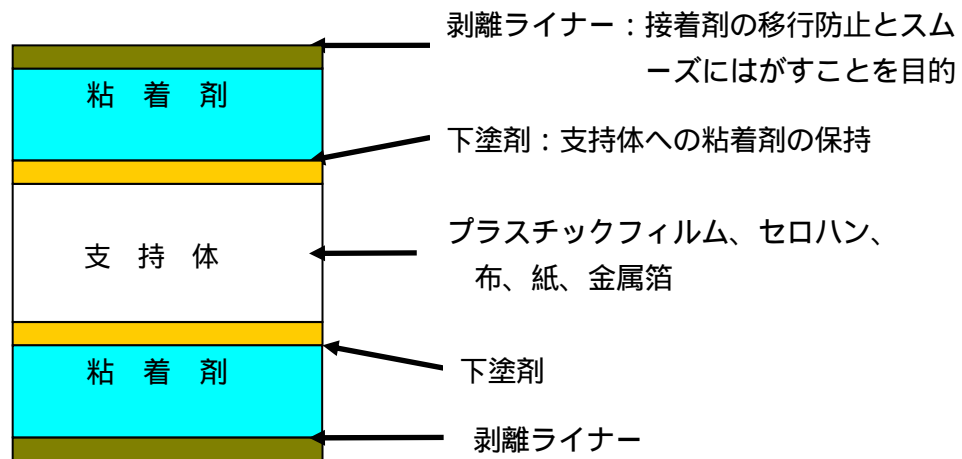 剥離ライナー：接着剤の移行防止とスム
ーズにはがすことを目的
粘 着 剤
下塗剤：支持体への粘着剤の保持
支 持 体
プラスチックフィルム、セロハン、
布、紙、金属箔
粘 着 剤
下塗剤
剥離ライナー